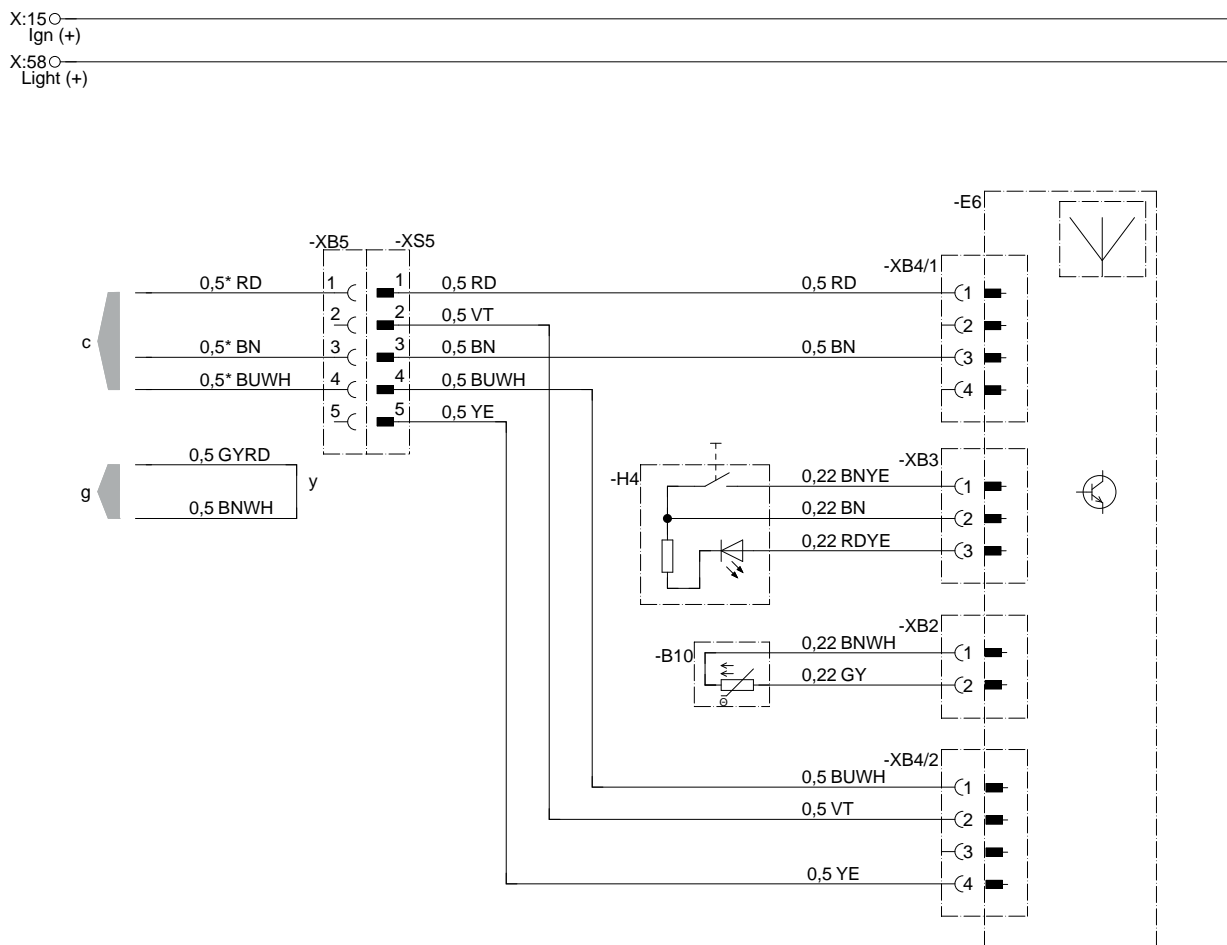 X:15
Ign (+)
X:58
Light (+)
-E6
-XB5 -XS5
-XB4/1
0,5* RD 1 1 0,5 RD 0,5 RD 1
2 2 0,5 VT 2
c
0,5* BN 3 3 0,5 BN 0,5 BN 3
0,5* BUWH 4 4 0,5 BUWH 4
5 5 0,5 YE
0,5 GYRD
g y
0,5 BNWH
-H4
-XB3
0,22 BNYE 1
0,22 BN 2
0,22 RDYE 3
-B10
-XB2
0,22 BNWH 1
0,22 GY 2
-XB4/2
0,5 BUWH 1
0,5 VT 2
3
0,5 YE 4